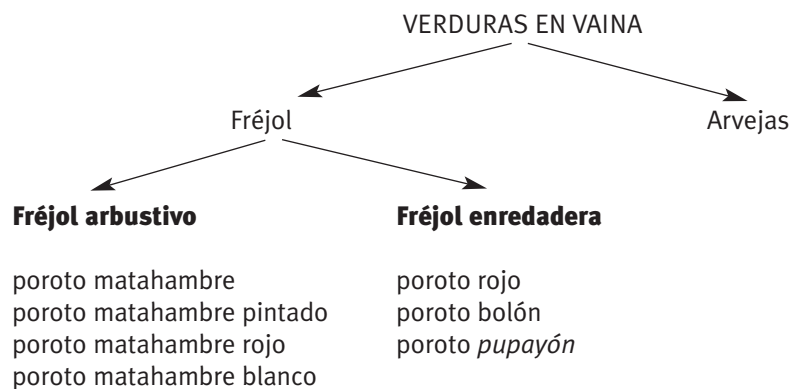 VERDURAS EN VAINA
Fréjol
Arvejas
Fréjol arbustivo
poroto matahambre
poroto matahambre pintado
poroto matahambre rojo
poroto matahambre blanco
Fréjol enredadera
poroto rojo
poroto bolón
poroto pupayón